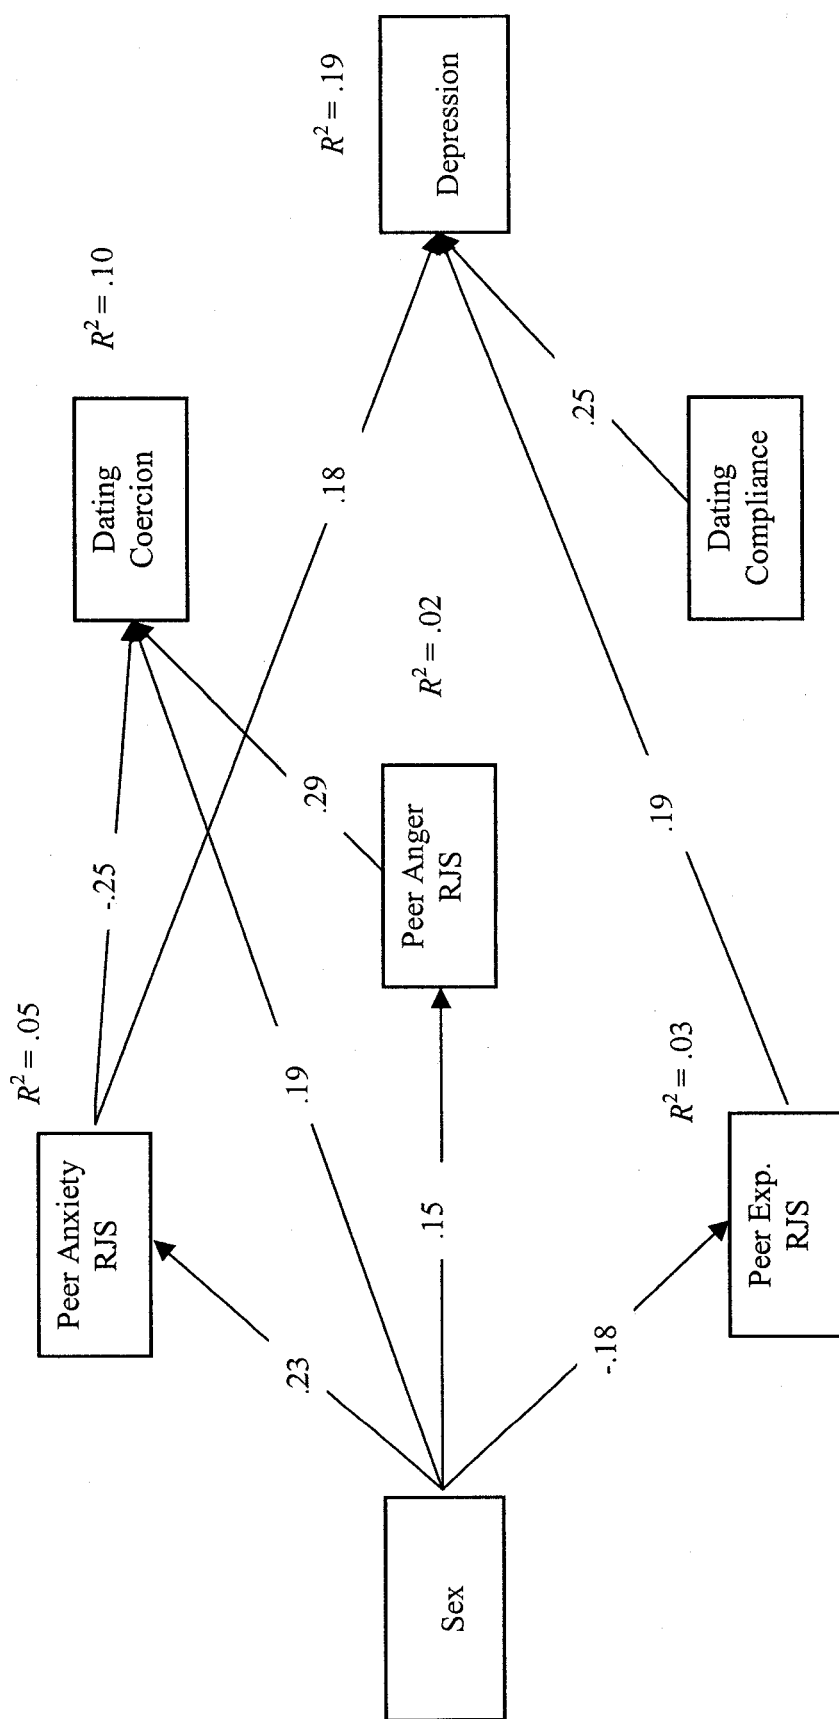 R² = .05
Peer Anxiety
RJS
-.25
R² = .10
Dating
Coercion
.23
.19
.18
R² = .19
Sex
.15
Peer Anger
RJS
.29
R² = .02
Depression
-.18
R² = .03
Peer Exp.
RJS
.19
.25
Dating
Compliance